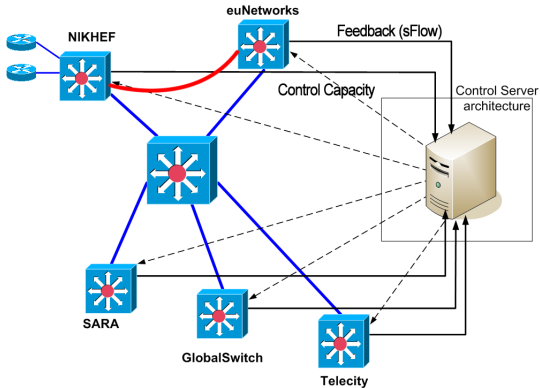 euNetworks
NIKHEF
Feedback (sFlow)
Control Capacity
Control Server
architecture
SARA
GlobalSwitch
Telecity